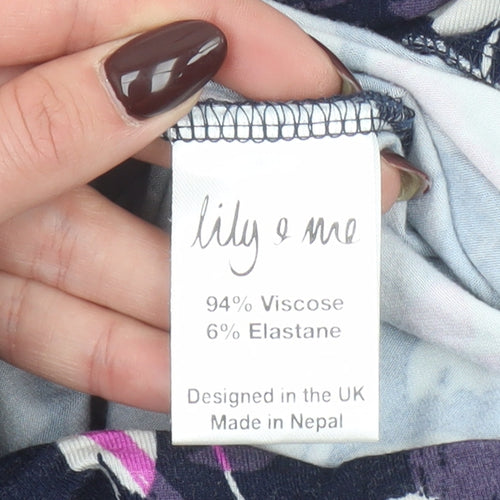 lily & me
94% Viscose
6% Elastane
Designed in the UK
Made in Nepal